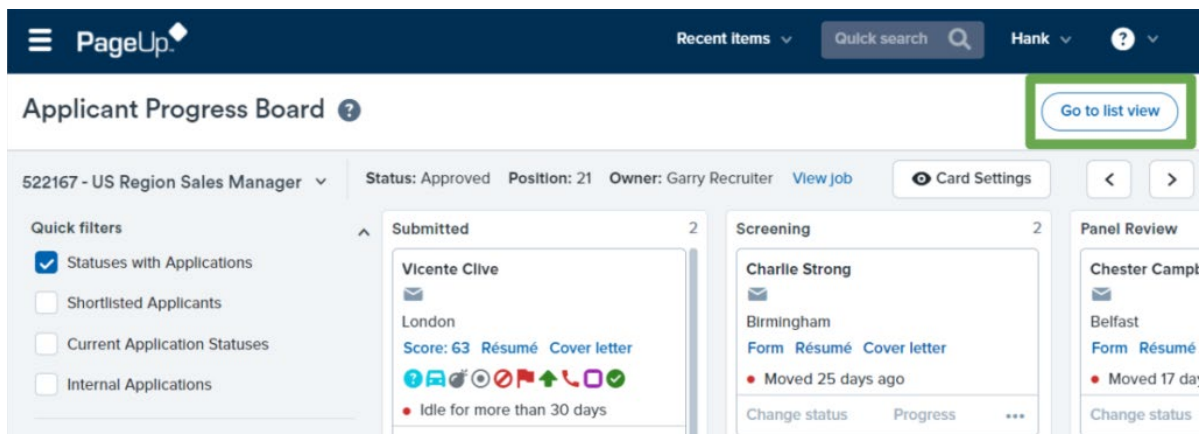 PageUp
Recent items
Quick search
Hank
?
Applicant Progress Board ?
Go to list view
522167 - US Region Sales Manager
Status: Approved Position: 21 Owner: Garry Recruiter View job
Card Settings
Quick filters
Statuses with Applications
Shortlisted Applicants
Current Application Statuses
Internal Applications
Submitted 2
Vicente Clive
London
Score: 63 Résumé Cover letter
?
Idle for more than 30 days
Screening 2
Charlie Strong
Birmingham
Form Résumé Cover letter
Moved 25 days ago
Change status Progress ...
Panel Review
Chester
Belfast
Form Résumé
Moved 17
Change status